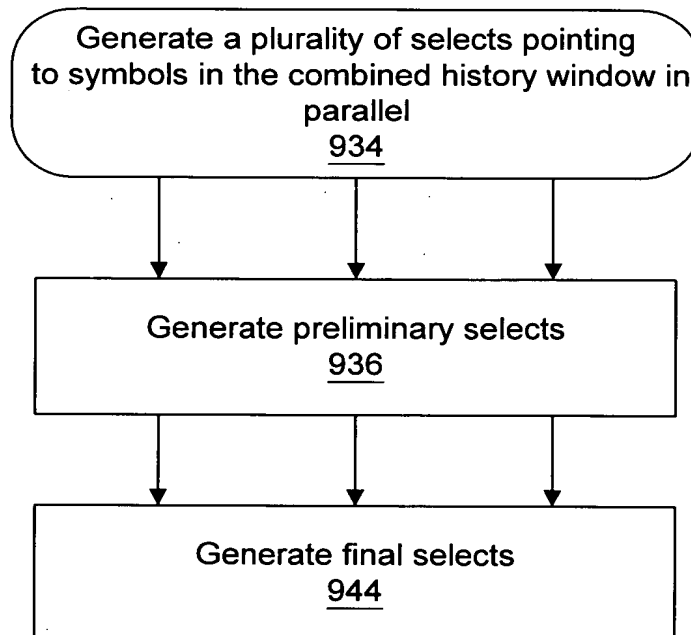 Generate a plurality of selects pointing
to symbols in the combined history window in
parallel
934
Generate preliminary selects
936
Generate final selects
944